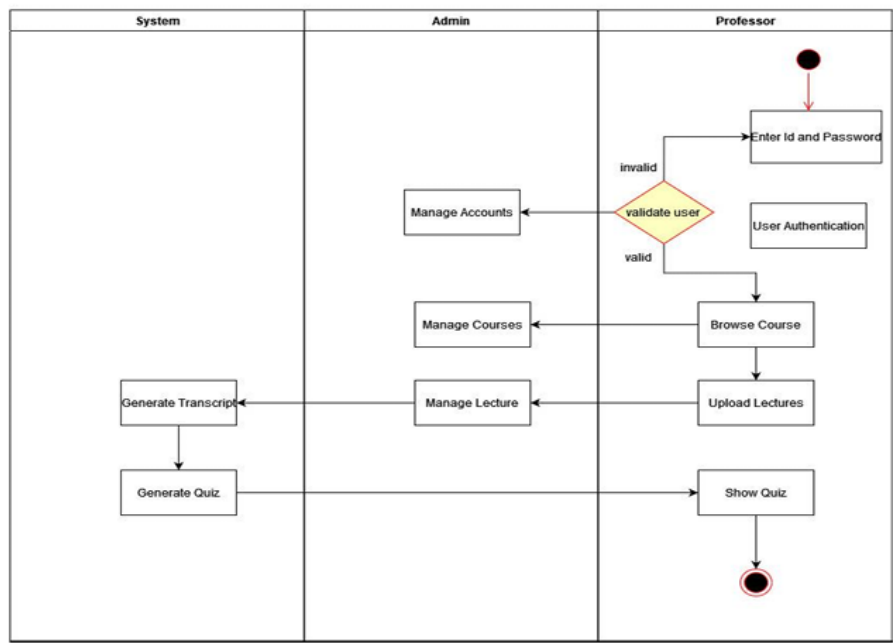 System
Admin
Professor
Enter Id and Password
invalid
Manage Accounts
validate user
User Authentication
valid
Manage Courses
Browse Course
Generate Transcript
Manage Lecture
Upload Lectures
Generate Quiz
Show Quiz